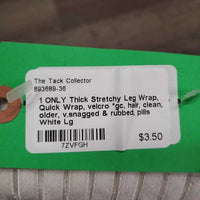 The Tack Collector
893689-36
1 ONLY Thick Stretchy Leg Wrap,
Quick Wrap, velcro *gc, hair, clean,
older, v.snagged & rubbed, pills
White Lg
$3.50
7ZVFGH